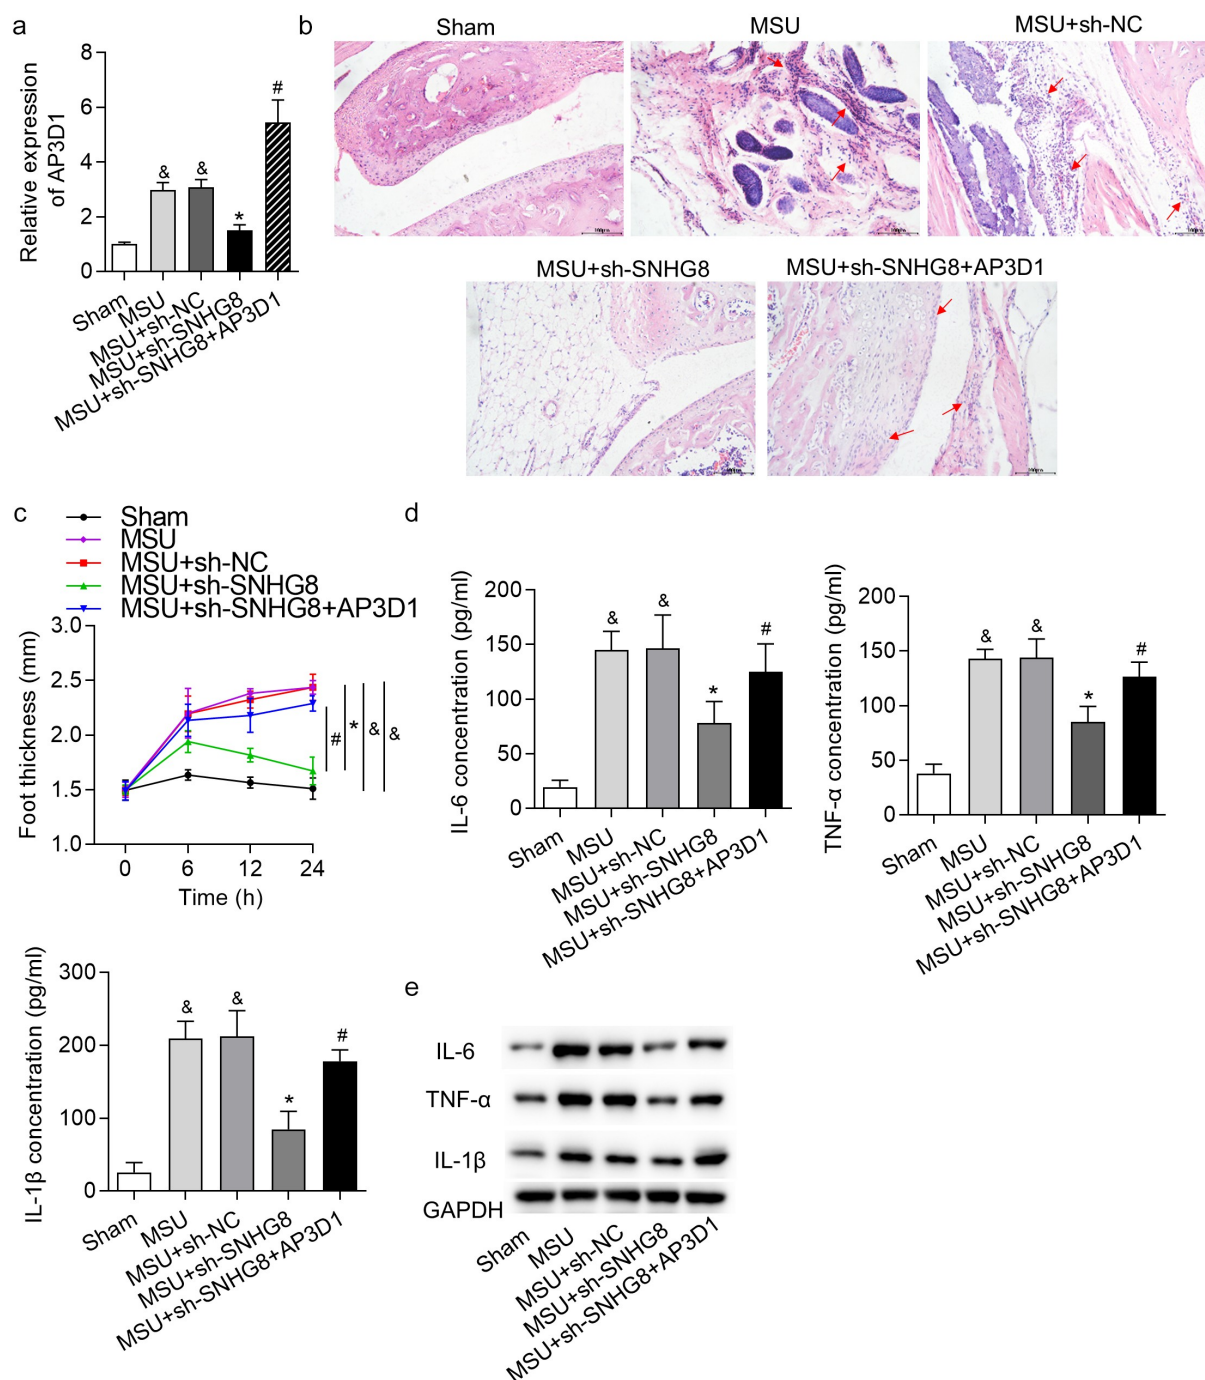 a
Relative expression
of AP3D1
8
6
4
2
0
&
&
*
#
Sham
MSU
MSU+sh-NC
MSU+sh-SNHG8
MSU+sh-SNHG8+AP3D1
b
Sham
MSU
MSU+sh-NC
MSU+sh-SNHG8
MSU+sh-SNHG8+AP3D1
c
Sham
MSU
MSU+sh-NC
MSU+sh-SNHG8
MSU+sh-SNHG8+AP3D1
Foot thickness (mm)
3.0
2.5
2.0
1.5
1.0
0
6
12
24
Time (h)
#
*
&
&
d
IL-6 concentration (pg/ml)
200
150
100
50
0
&
&
*
#
Sham
MSU
MSU+sh-NC
MSU+sh-SNHG8
MSU+sh-SNHG8+AP3D1
TNF-α concentration (pg/ml)
200
150
100
50
0
&
&
*
#
Sham
MSU
MSU+sh-NC
MSU+sh-SNHG8
MSU+sh-SNHG8+AP3D1
IL-1β concentration (pg/ml)
300
200
100
0
&
&
*
#
Sham
MSU
MSU+sh-NC
MSU+sh-SNHG8
MSU+sh-SNHG8+AP3D1
e
IL-6
TNF-α
IL-1β
GAPDH
Sham
MSU
MSU+sh-NC
MSU+sh-SNHG8
MSU+sh-SNHG8+AP3D1